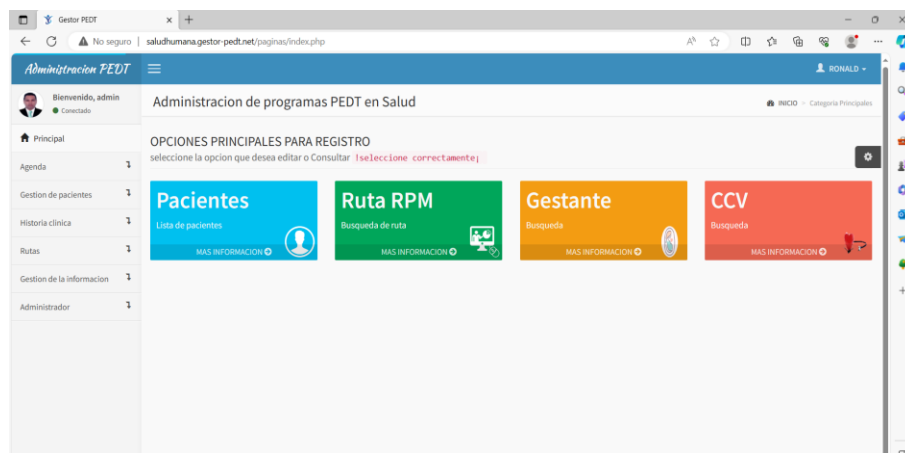 Gestor PEDT
No seguro | saludhumana.gestor-pedt.net/paginas/index.php
Administracion PEDT
RONALD
Bienvenido, admin
Conectado
Administracion de programas PEDT en Salud
INICIO > Categoria Principales
Principal
Agenda
Gestion de pacientes
Historia clinica
Rutas
Gestion de la informacion
Administrador
OPCIONES PRINCIPALES PARA REGISTRO
seleccione la opcion que desea editar o Consultar !seleccione correctamente¡
Pacientes
Lista de pacientes
MAS INFORMACION
Ruta RPM
Busqueda de ruta
MAS INFORMACION
Gestante
Busqueda
MAS INFORMACION
CCV
Busqueda
MAS INFORMACION